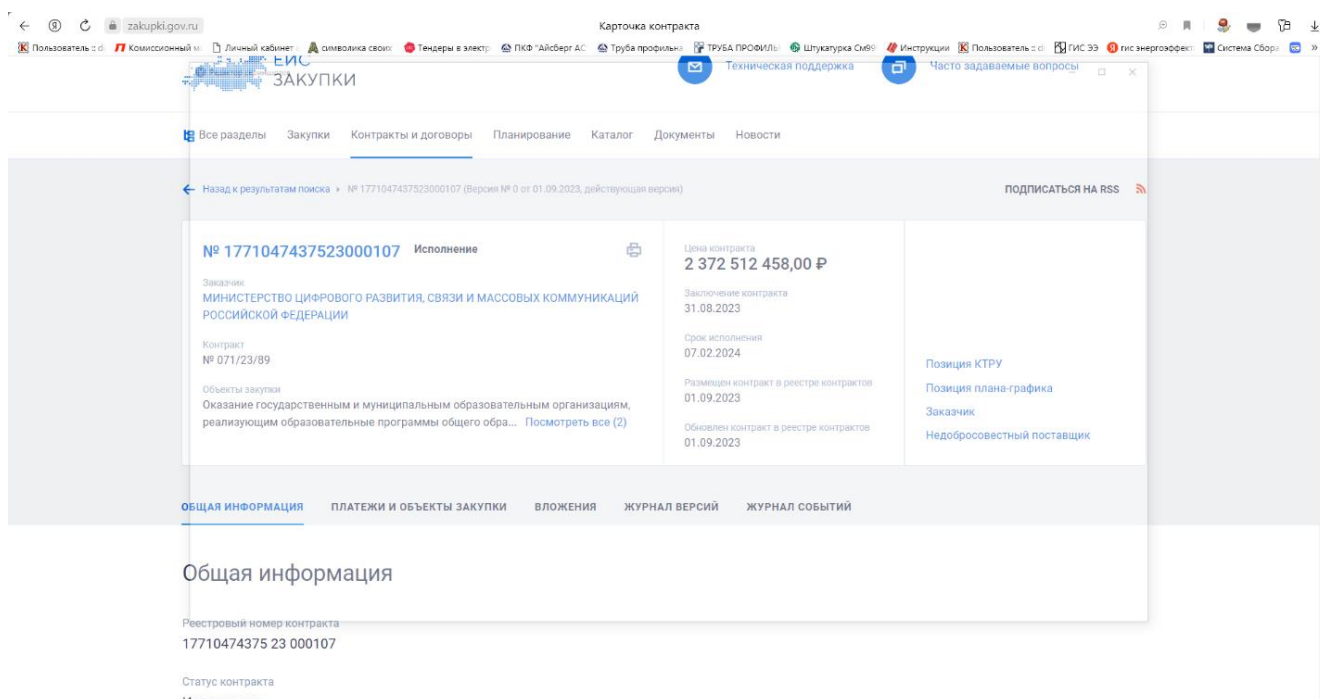 zakupki.gov.ru
Карточка контракта
Пользователь :: d
Комиссионный м
Личный кабинет
символика своих
Тендеры в электр
ПКФ "Айсберг АС
Труба профильна
ТРУБА ПРОФИЛЬ
Штукатурка См99
Инструкции
Пользователь :: d
ГИС ЭЭ
гис энергоэффект
Система Сбора
»
ЕИС
ЗАКУПКИ
Техническая поддержка
Часто задаваемые вопросы
Все разделы
Закупки
Контракты и договоры
Планирование
Каталог
Документы
Новости
Назад к результатам поиска
№ 1771047437523000107 (Версия № 0 от 01.09.2023, действующая версия)
ПОДПИСАТЬСЯ НА RSS
№ 1771047437523000107 Исполнение
Заказчик
МИНИСТЕРСТВО ЦИФРОВОГО РАЗВИТИЯ, СВЯЗИ И МАССОВЫХ КОММУНИКАЦИЙ
РОССИЙСКОЙ ФЕДЕРАЦИИ
Контракт
№ 071/23/89
Объекты закупки
Оказание государственным и муниципальным образовательным организациям,
реализующим образовательные программы общего обра... Посмотреть все (2)
Цена контракта
2 372 512 458,00 ₽
Заключение контракта
31.08.2023
Срок исполнения
07.02.2024
Размещен контракт в реестре контрактов
01.09.2023
Обновлен контракт в реестре контрактов
01.09.2023
Позиция КТРУ
Позиция плана-графика
Заказчик
Недобросовестный поставщик
ОБЩАЯ ИНФОРМАЦИЯ
ПЛАТЕЖИ И ОБЪЕКТЫ ЗАКУПКИ
ВЛОЖЕНИЯ
ЖУРНАЛ ВЕРСИЙ
ЖУРНАЛ СОБЫТИЙ
Общая информация
Реестровый номер контракта
17710474375 23 000107
Статус контракта